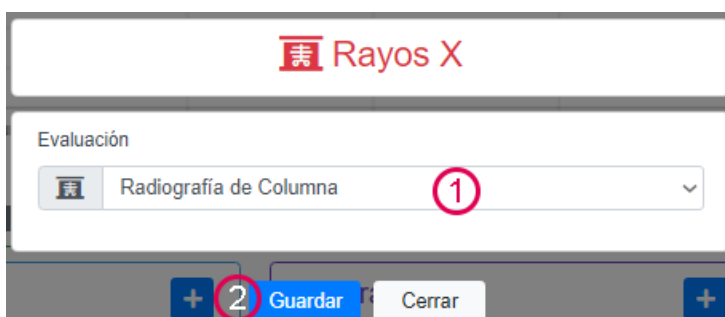 Rayos X
Evaluación
Radiografía de Columna
1
2 Guardar Cerrar